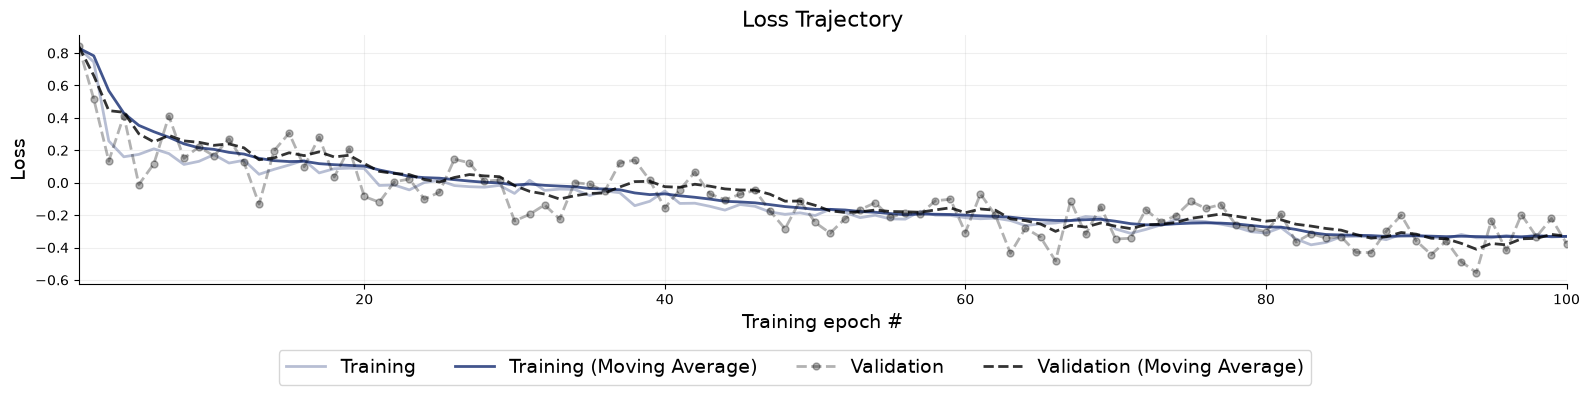 Loss Trajectory
0.8
0.6
0.4
0.2
0.0
−0.2
−0.4
−0.6
Loss
20 40 60 80 100
Training epoch #
Training Training (Moving Average) Validation Validation (Moving Average)